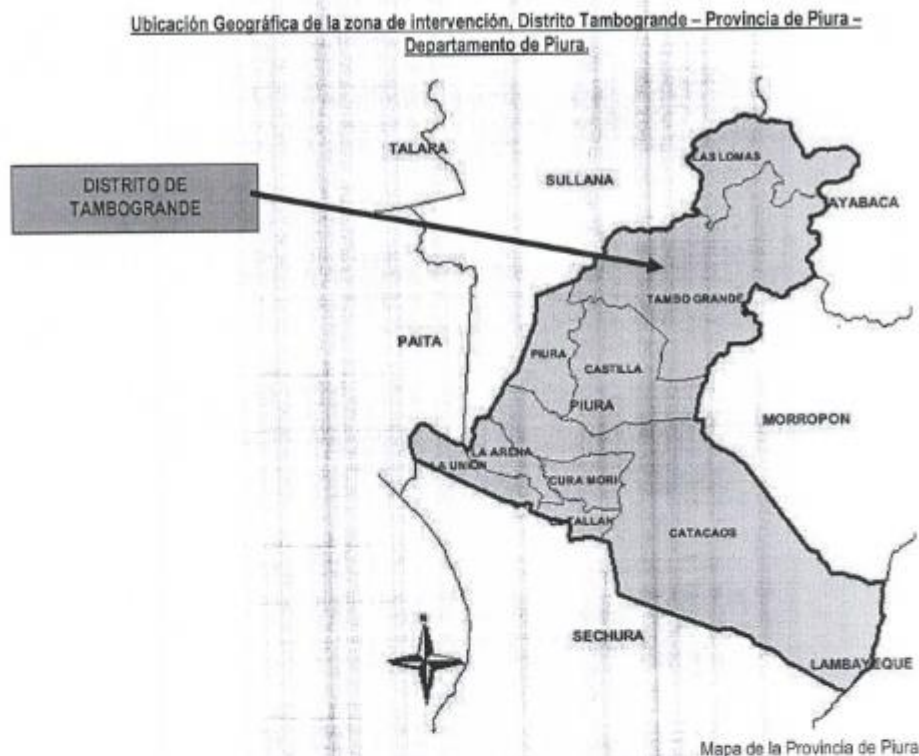 Ubicación Geográfica de la zona de intervención, Distrito Tambogrande – Provincia de Piura –
Departamento de Piura.
TALARA
LAS LOMAS
SULLANA
DISTRITO DE
TAMBOGRANDE
AYABACA
TAMBO GRANDE
PAITA
PIURA
CASTILLA
PIURA
MORROPON
LA ARENA
LA UNION
CURA MORI
EL TALLAN
CATACAOS
SECHURA
N
LAMBAYEQUE
Mapa de la Provincia de Piura